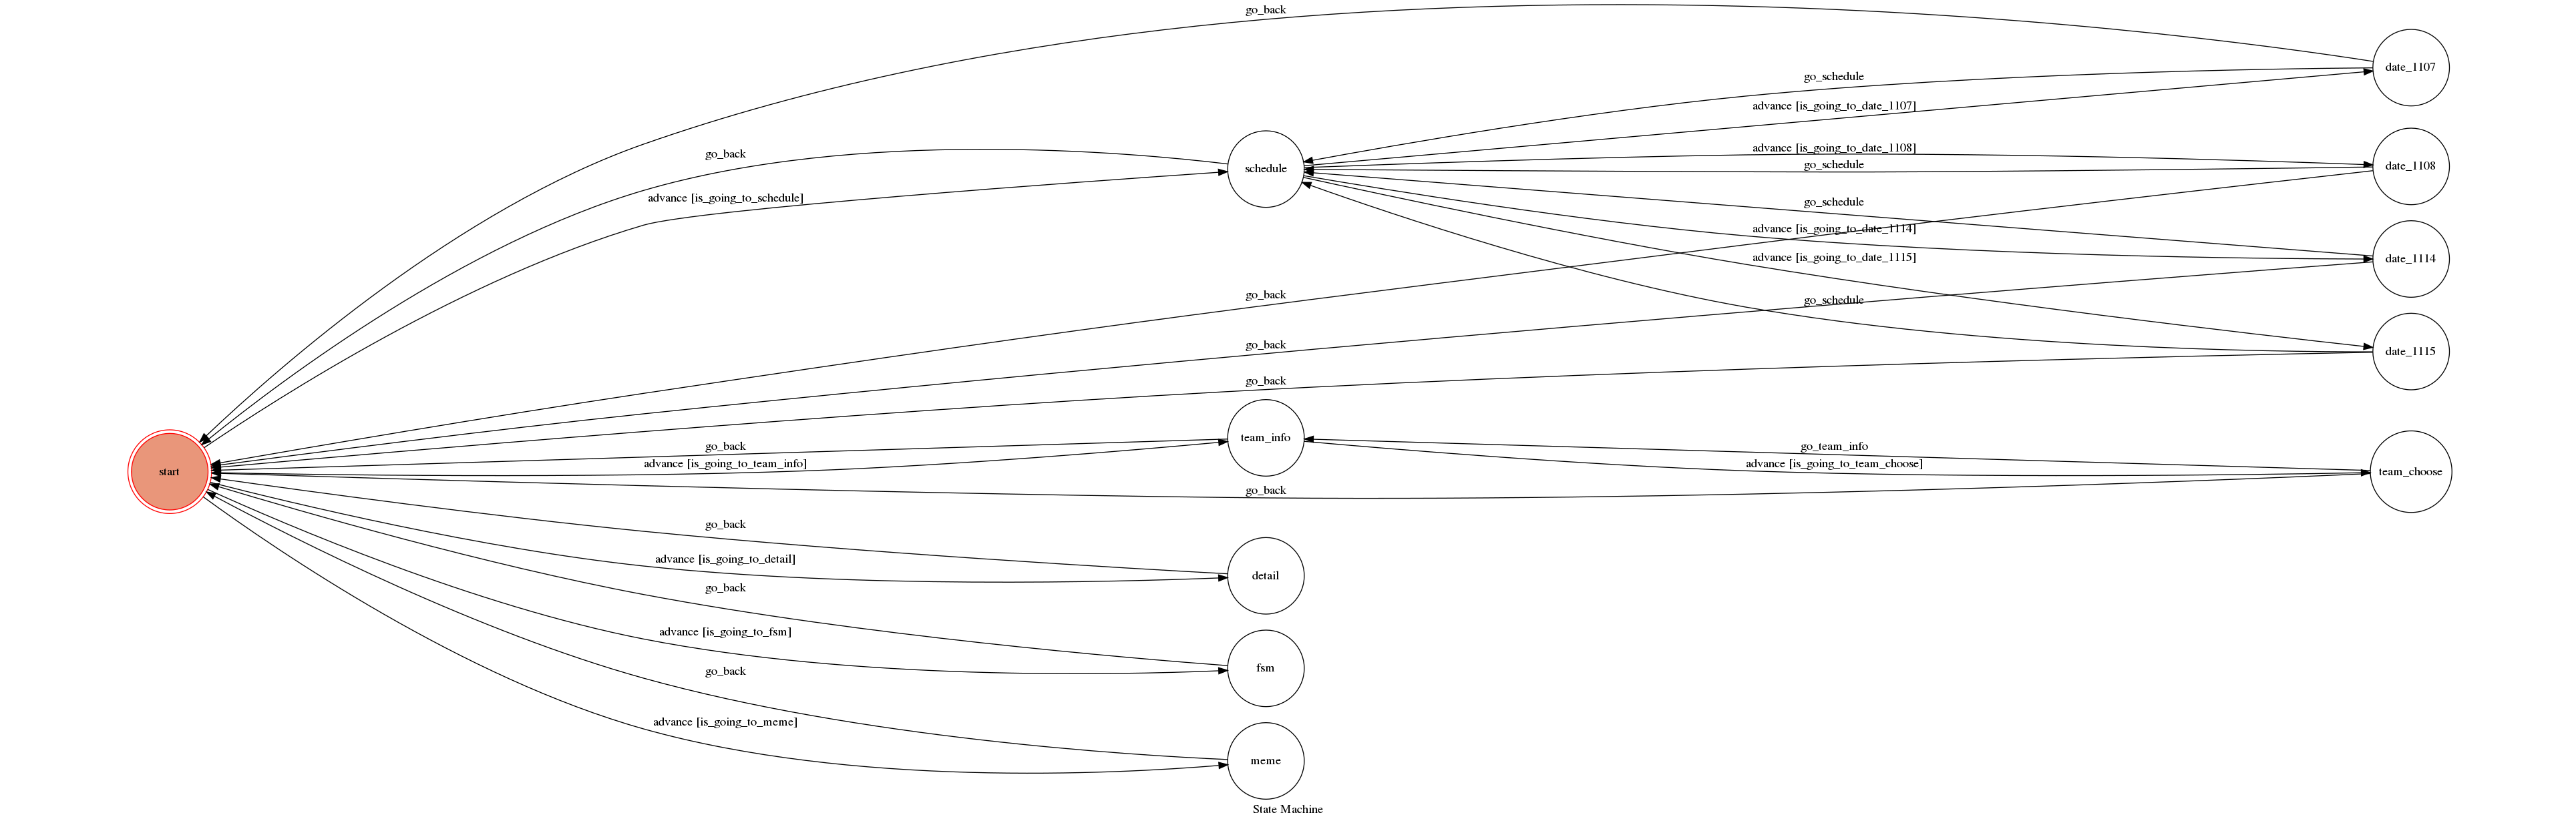 go_back
date_1107
go_schedule
advance [is_going_to_date_1107]
go_back
advance [is_going_to_date_1108]
go_schedule
date_1108
schedule
advance [is_going_to_schedule]
go_schedule
advance [is_going_to_date_1114]
advance [is_going_to_date_1115]
date_1114
go_back
go_schedule
go_back
date_1115
go_back
team_info
go_back
advance [is_going_to_team_info]
go_team_info
advance [is_going_to_team_choose]
start
team_choose
go_back
go_back
advance [is_going_to_detail]
detail
go_back
advance [is_going_to_fsm]
fsm
go_back
advance [is_going_to_meme]
meme
State Machine